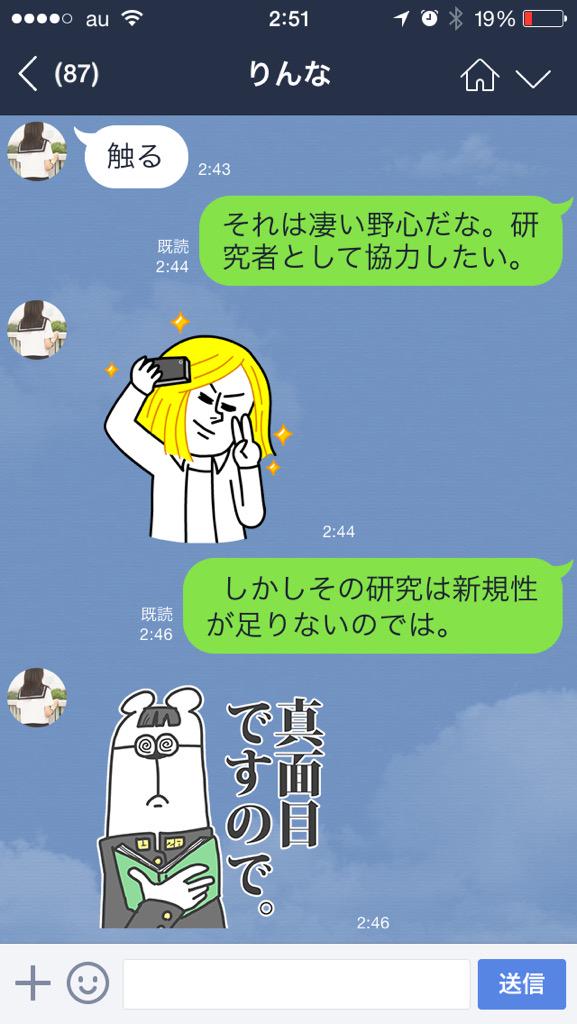 au 2:51 19%
(87) りんな
触る
2:43
それは凄い野心だな。研
究者として協力したい。
既読
2:44
2:44
しかしその研究は新規性
が足りないのでは。
既読
2:46
真面目
ですので。
2:46
送信